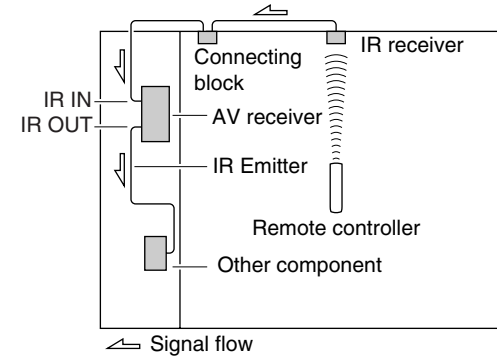 IR receiver
Connecting
block
IR IN
AV receiver
IR OUT
IR Emitter
Remote controller
Other component
Signal flow